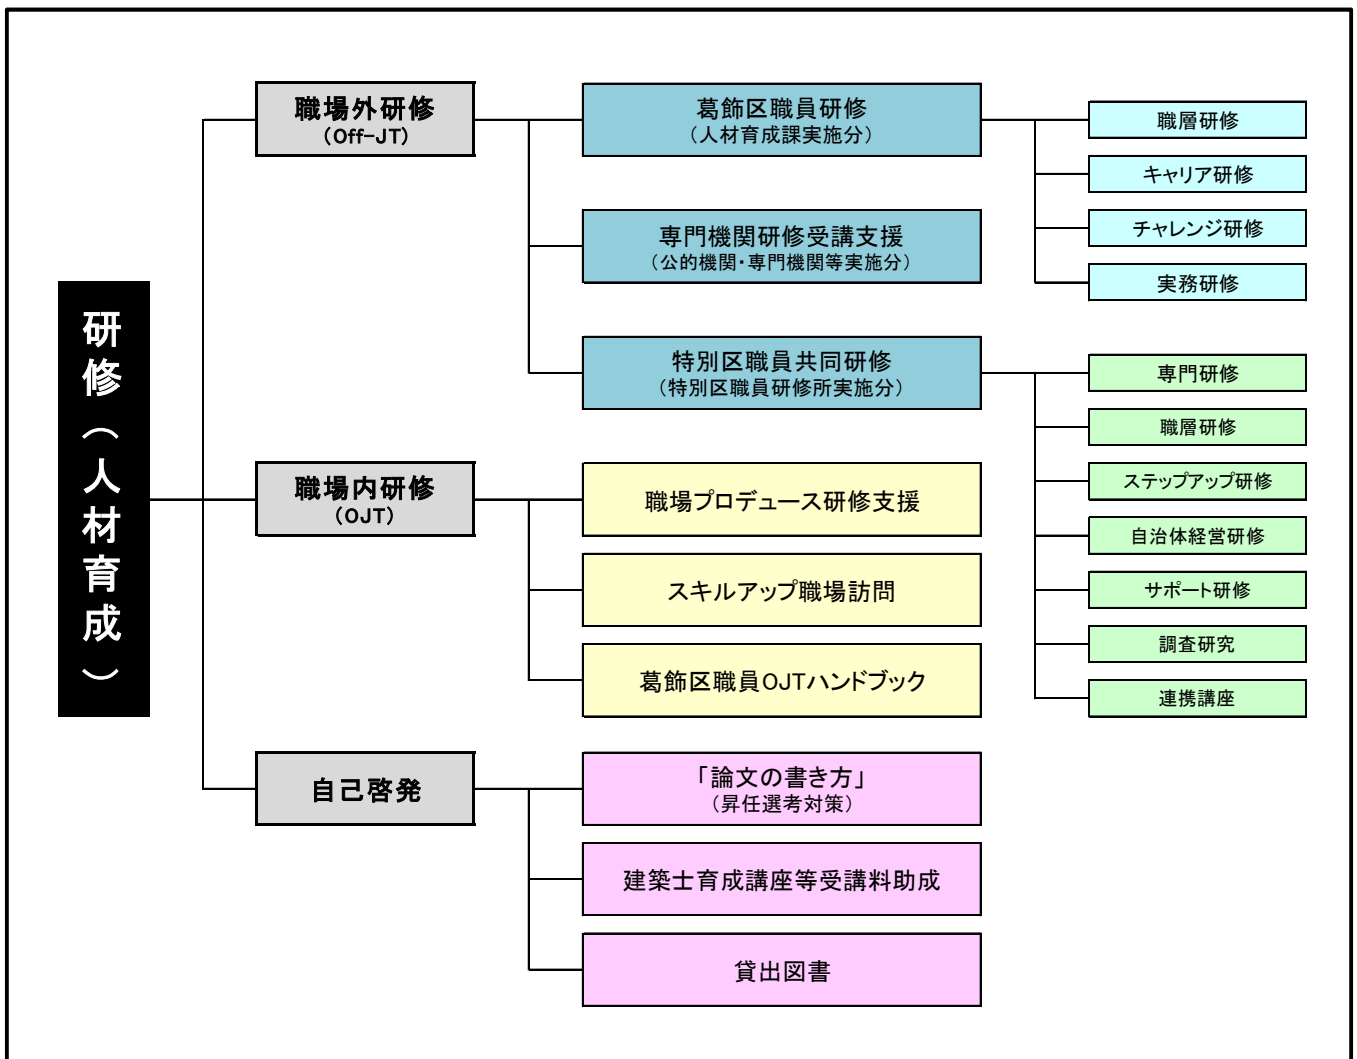 研修（人材育成）
職場外研修
（Off-JT）
葛飾区職員研修
（人材育成課実施分）
職層研修
キャリア研修
チャレンジ研修
実務研修
専門機関研修受講支援
（公的機関・専門機関等実施分）
特別区職員共同研修
（特別区職員研修所実施分）
専門研修
職層研修
ステップアップ研修
自治体経営研修
サポート研修
調査研究
連携講座
職場内研修
（OJT）
職場プロデュース研修支援
スキルアップ職場訪問
葛飾区職員OJTハンドブック
自己啓発
「論文の書き方」
（昇任選考対策）
建築士育成講座等受講料助成
貸出図書